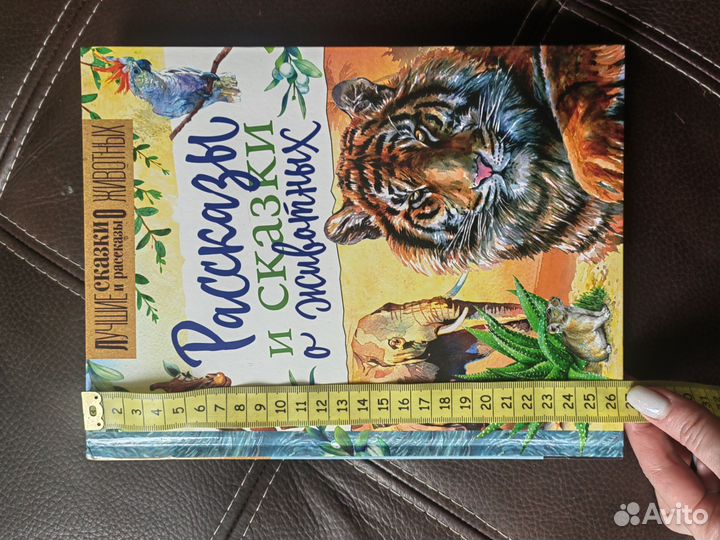 ЛУЧШИЕ СКАЗКИ О ЖИВОТНЫХ
и рассказы
Рассказы
и сказки
о животных
2 3 4 5 6 7 8 9 10 11 12 13 14 15 16 17 18 19 20 21 22 23 24 25 26
Avito